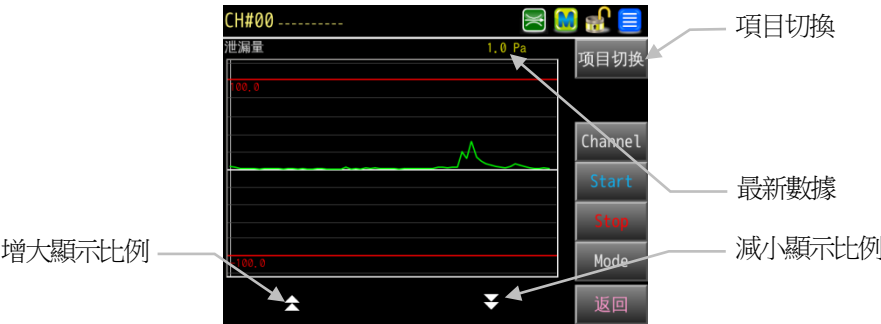 CH#00 ----------
項目切換
泄漏量
1.0 Pa
项目切换
100.0
Channel
Start
最新數據
Stop
增大顯示比例
減小顯示比例
100.0
Mode
返回